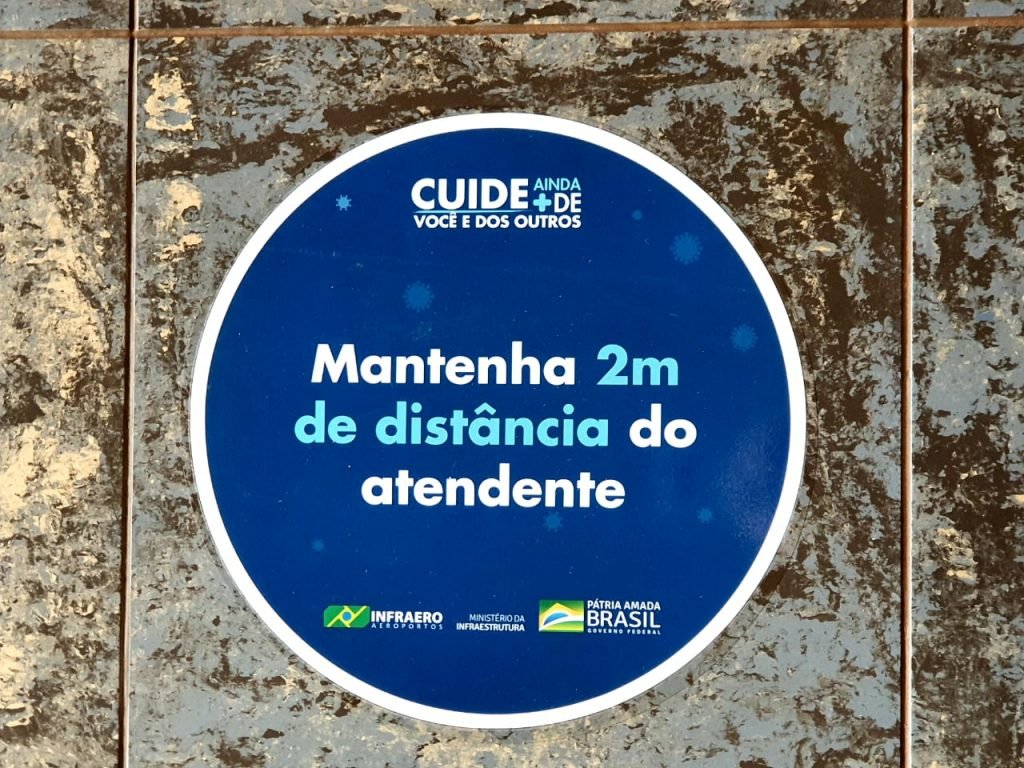 CUIDE AINDA
+DE
VOCÊ E DOS OUTROS
Mantenha 2m
de distância do
atendente
INFRAERO
AEROPORTOS
MINISTÉRIO DA
INFRAESTRUTURA
PÁTRIA AMADA
BRASIL
GOVERNO FEDERAL